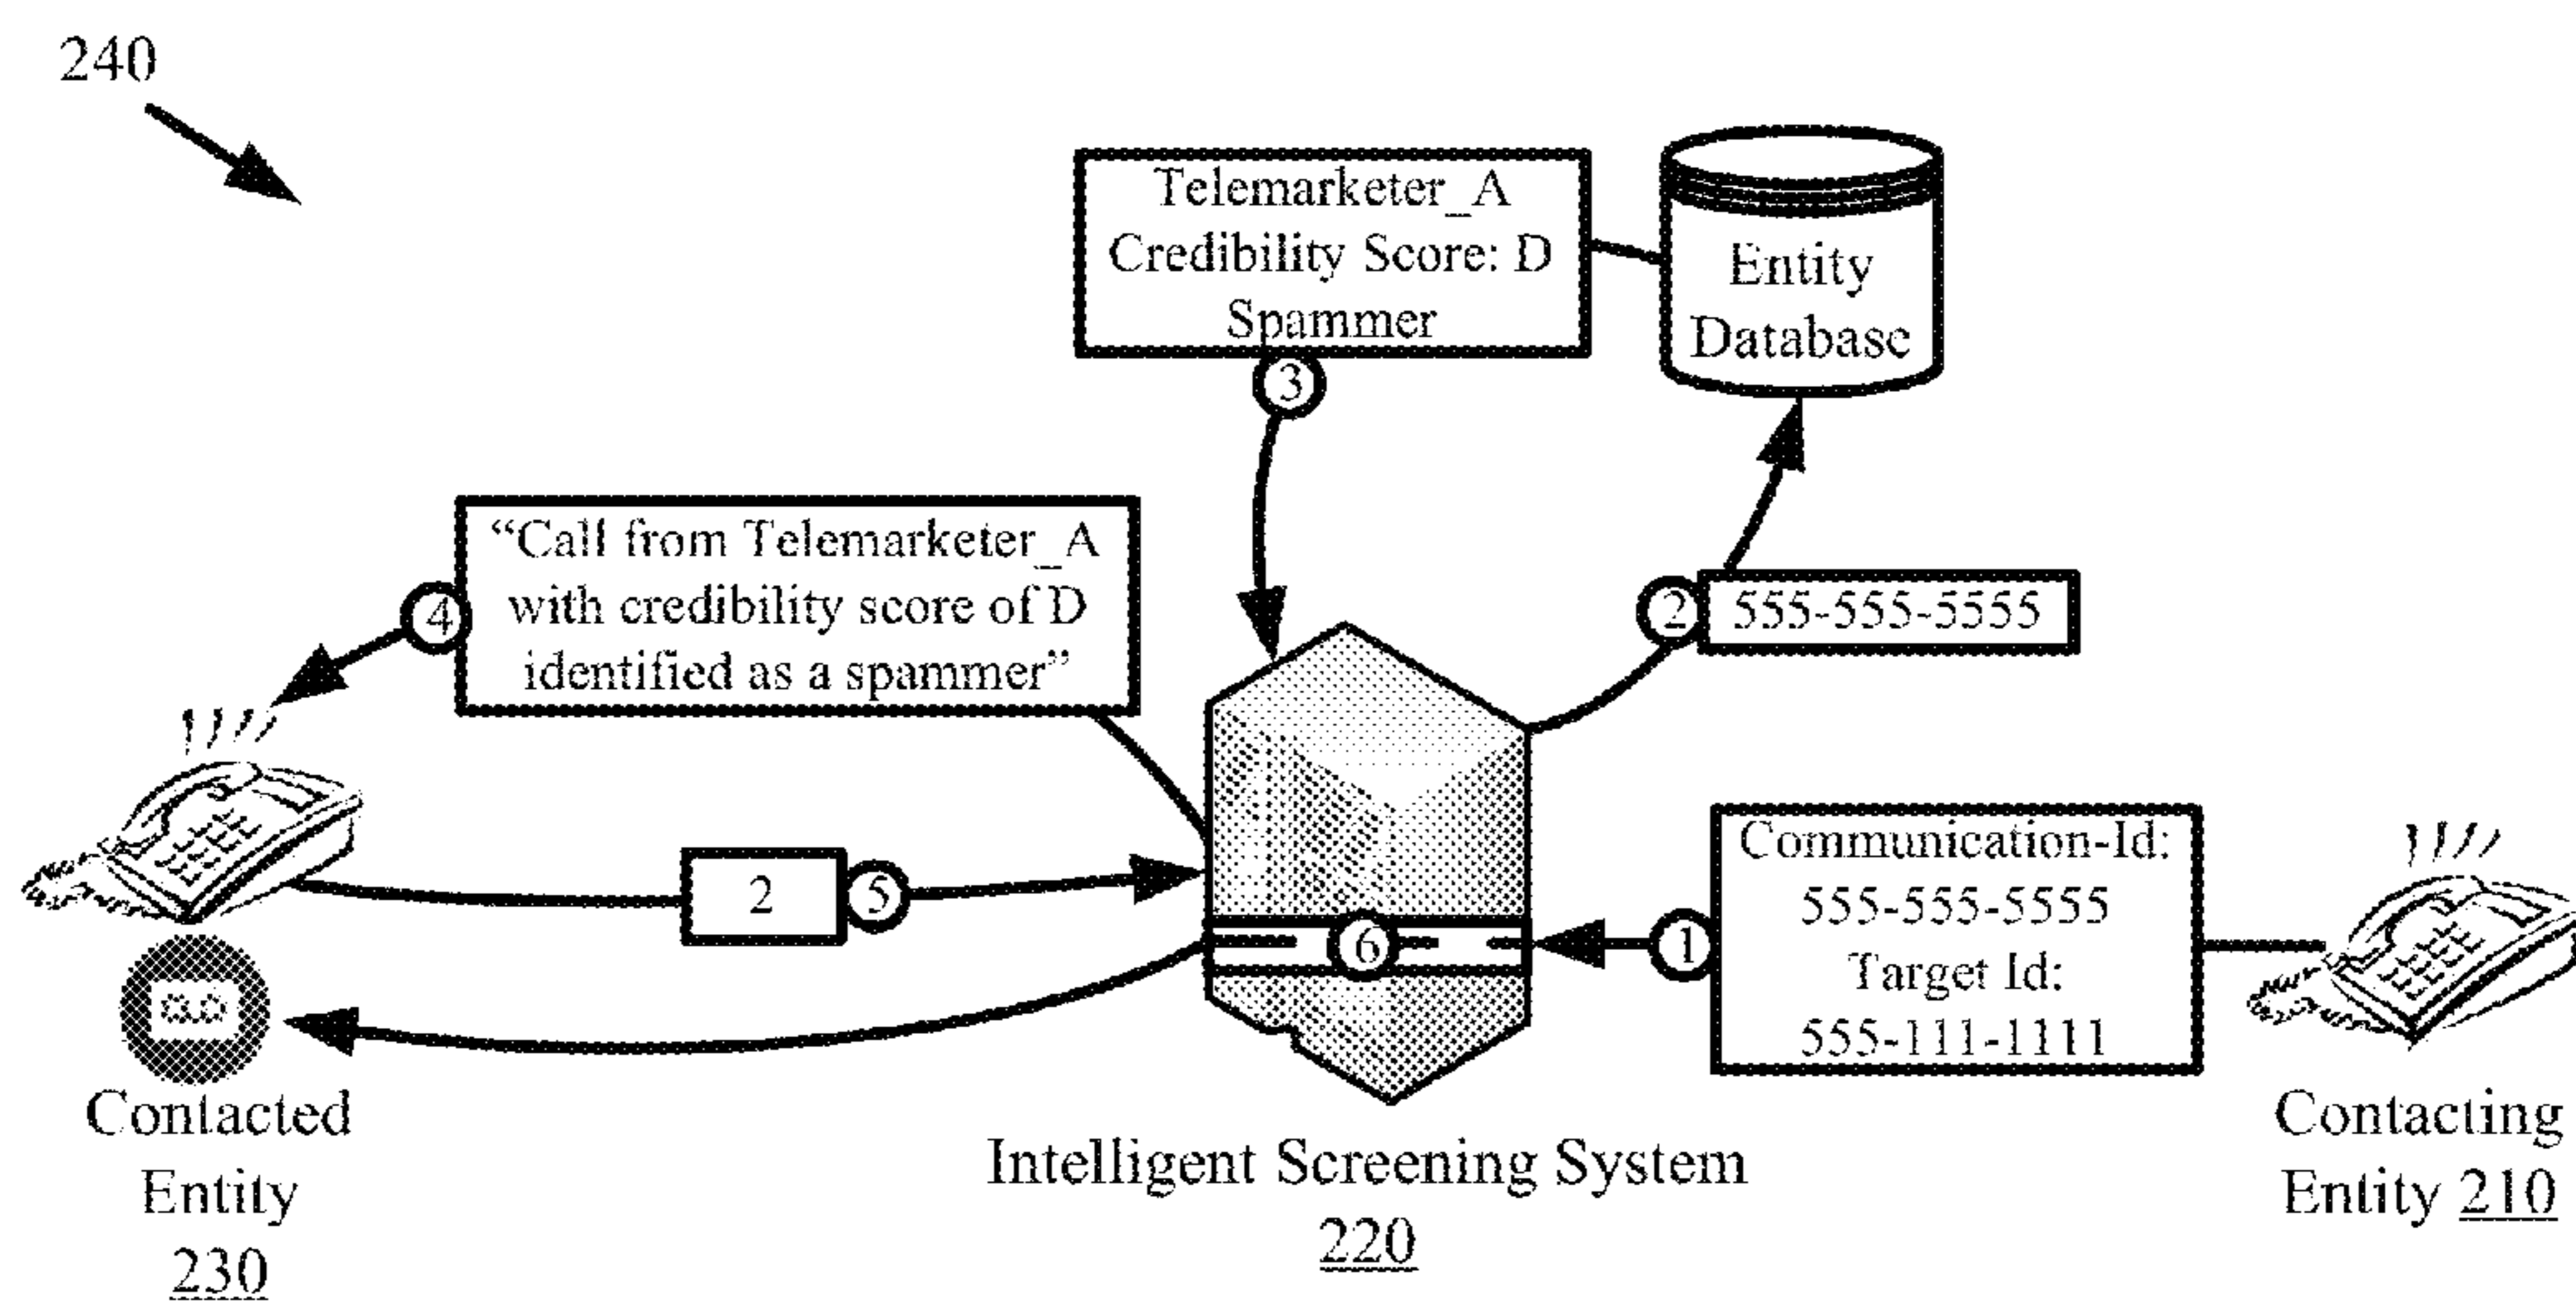 240
Telemarketer_A
Credibility Score: D
Spammer
Entity
Database
3
"Call from Telemarketer_A
with credibility score of D
identified as a spammer"
4
2
555-555-5555
2
5
Communication-Id:
555-555-5555
Target Id:
555-111-1111
6
1
Contacted
Entity
230
Intelligent Screening System
220
Contacting
Entity 210